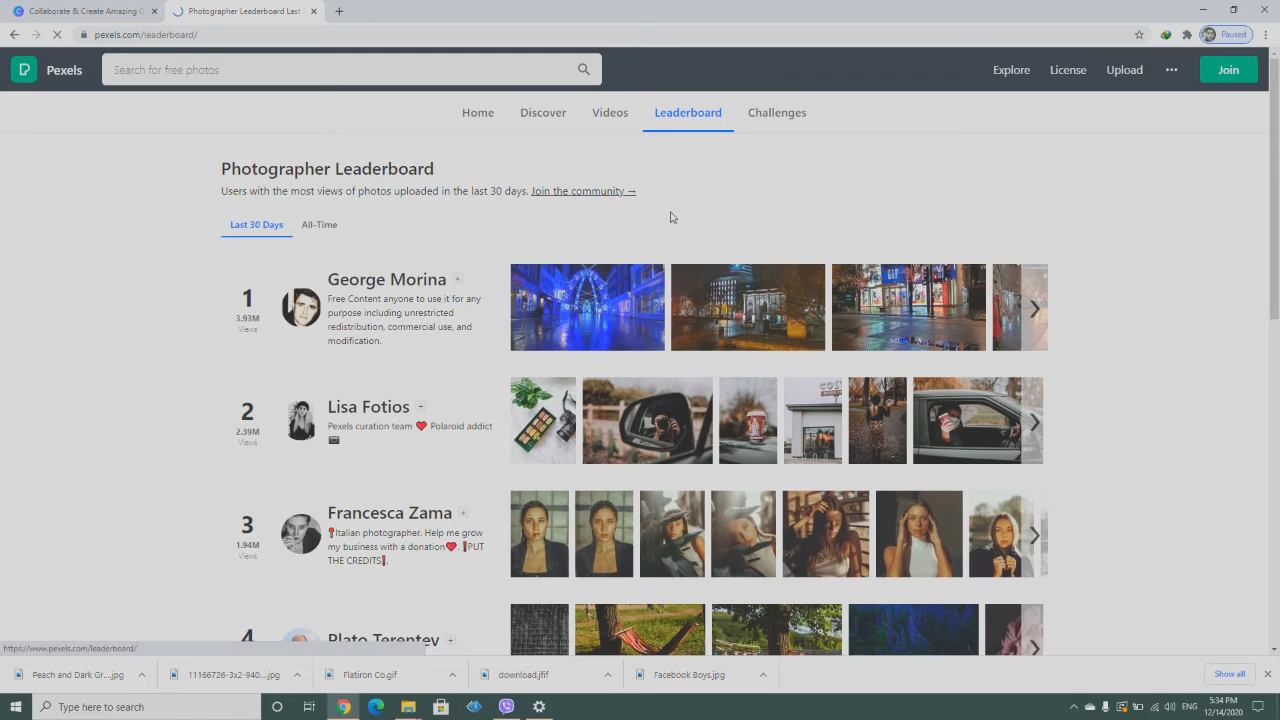 Collaborate & Create Amazing G
Photographer Leaderboard Last
pexels.com/leaderboard/
Paused
Pexels
Search for free photos
Explore
License
Upload
Join
Home
Discover
Videos
Leaderboard
Challenges
Photographer Leaderboard
Users with the most views of photos uploaded in the last 30 days. Join the community →
Last 30 Days
All-Time
1
3.93M
Views
George Morina
Free Content anyone to use it for any
purpose including unrestricted
redistribution, commercial use, and
modification.
GAP
2
2.39M
Views
Lisa Fotios
Pexels curation team ❤️ Polaroid addict
3
1.94M
Views
Francesca Zama
Italian photographer. Help me grow
my business with a donation❤️. PUT
THE CREDITS
4
Plato Terentev
https://www.pexels.com/leaderboard/
Peach and Dark Gr....jpg
11166726-3x2-940....jpg
Flatiron Co.gif
download.jfif
Facebook Boys.jpg
Show all
Type here to search
ENG
5:34 PM
12/14/2020